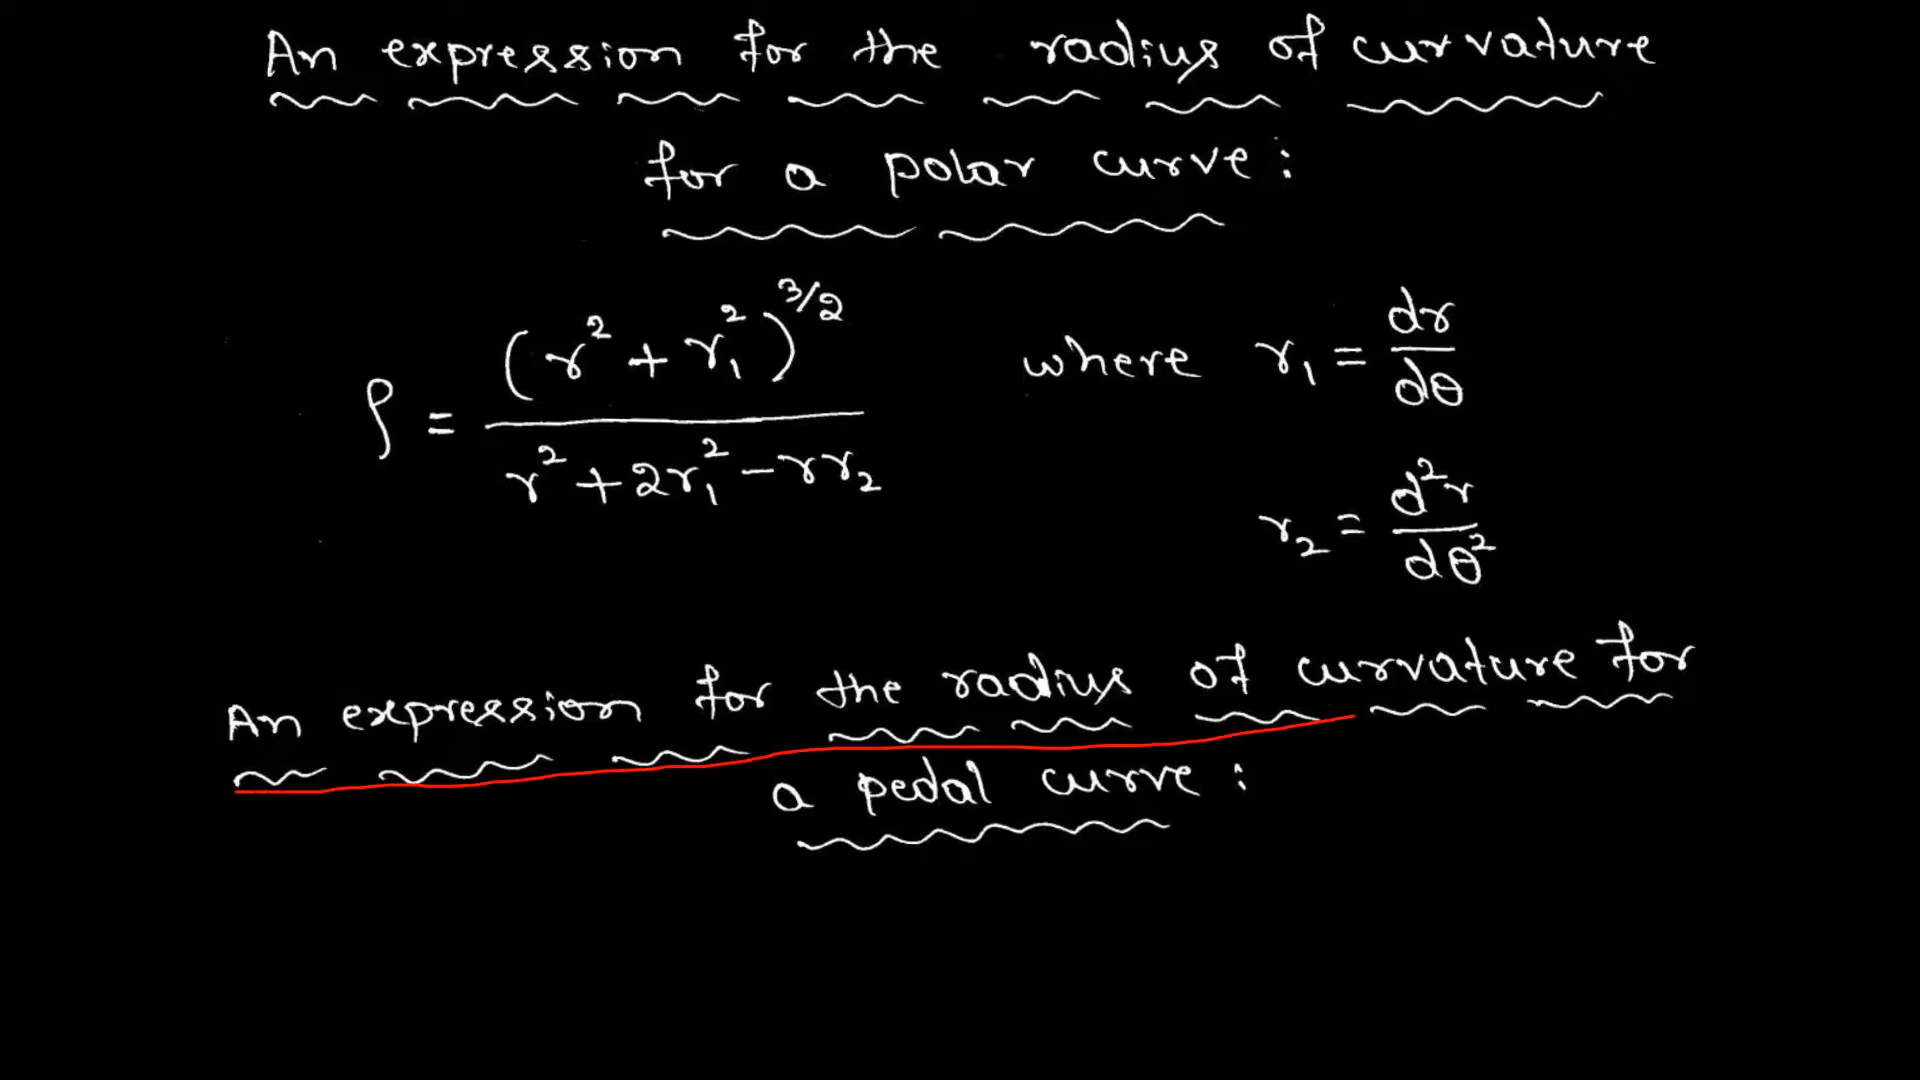 An expression for the radius of curvature
for a polar curve:
ρ = (r² + r₁²)^3/2 / r² + 2r₁² - r r₂ where r₁ = dr/dθ
r₂ = d²r/dθ²
An expression for the radius of curvature for
a pedal curve: